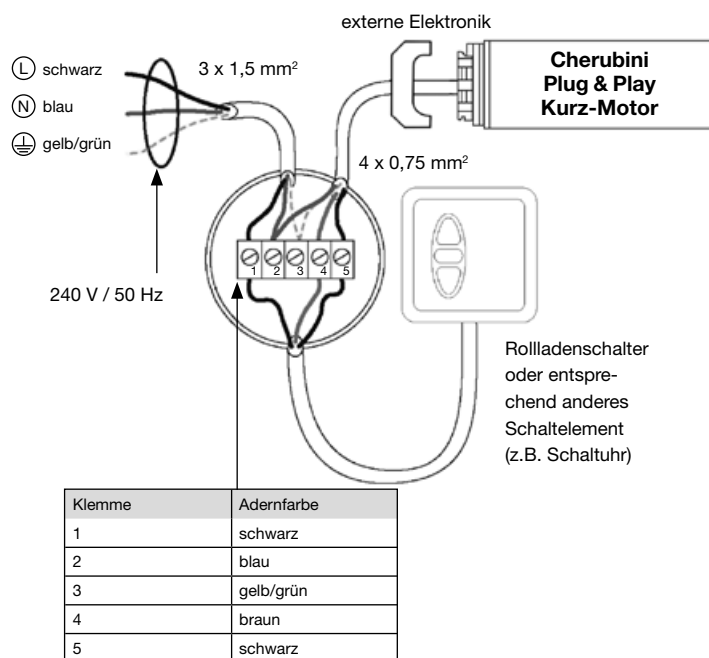 externe Elektronik
L schwarz
N blau
gelb/grün
3 x 1,5 mm²
Cherubini
Plug & Play
Kurz-Motor
4 x 0,75 mm²
1 2 3 4 5
240 V / 50 Hz
Rollladenschalter
oder entspre-
chend anderes
Schaltelement
(z.B. Schaltuhr)
Klemme Adernfarbe
1 schwarz
2 blau
3 gelb/grün
4 braun
5 schwarz